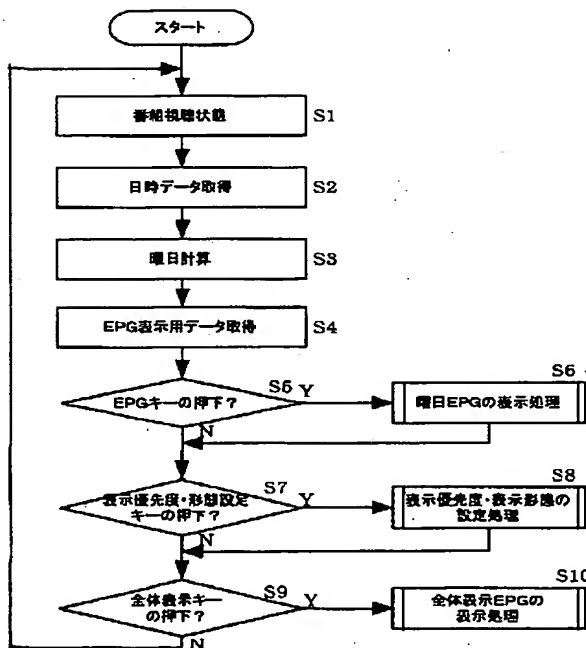 スタート
番組視聴状態 S1
日時データ取得 S2
曜日計算 S3
EPG表示用データ取得 S4
EPGキーの押下? S5 Y
N
曜日EPGの表示処理 S6
表示優先度・形態設定
キーの押下? S7 Y
N
表示優先度・表示形態の
設定処理 S8
全体表示キー
の押下? S9 Y
N
全体表示EPGの
表示処理 S10